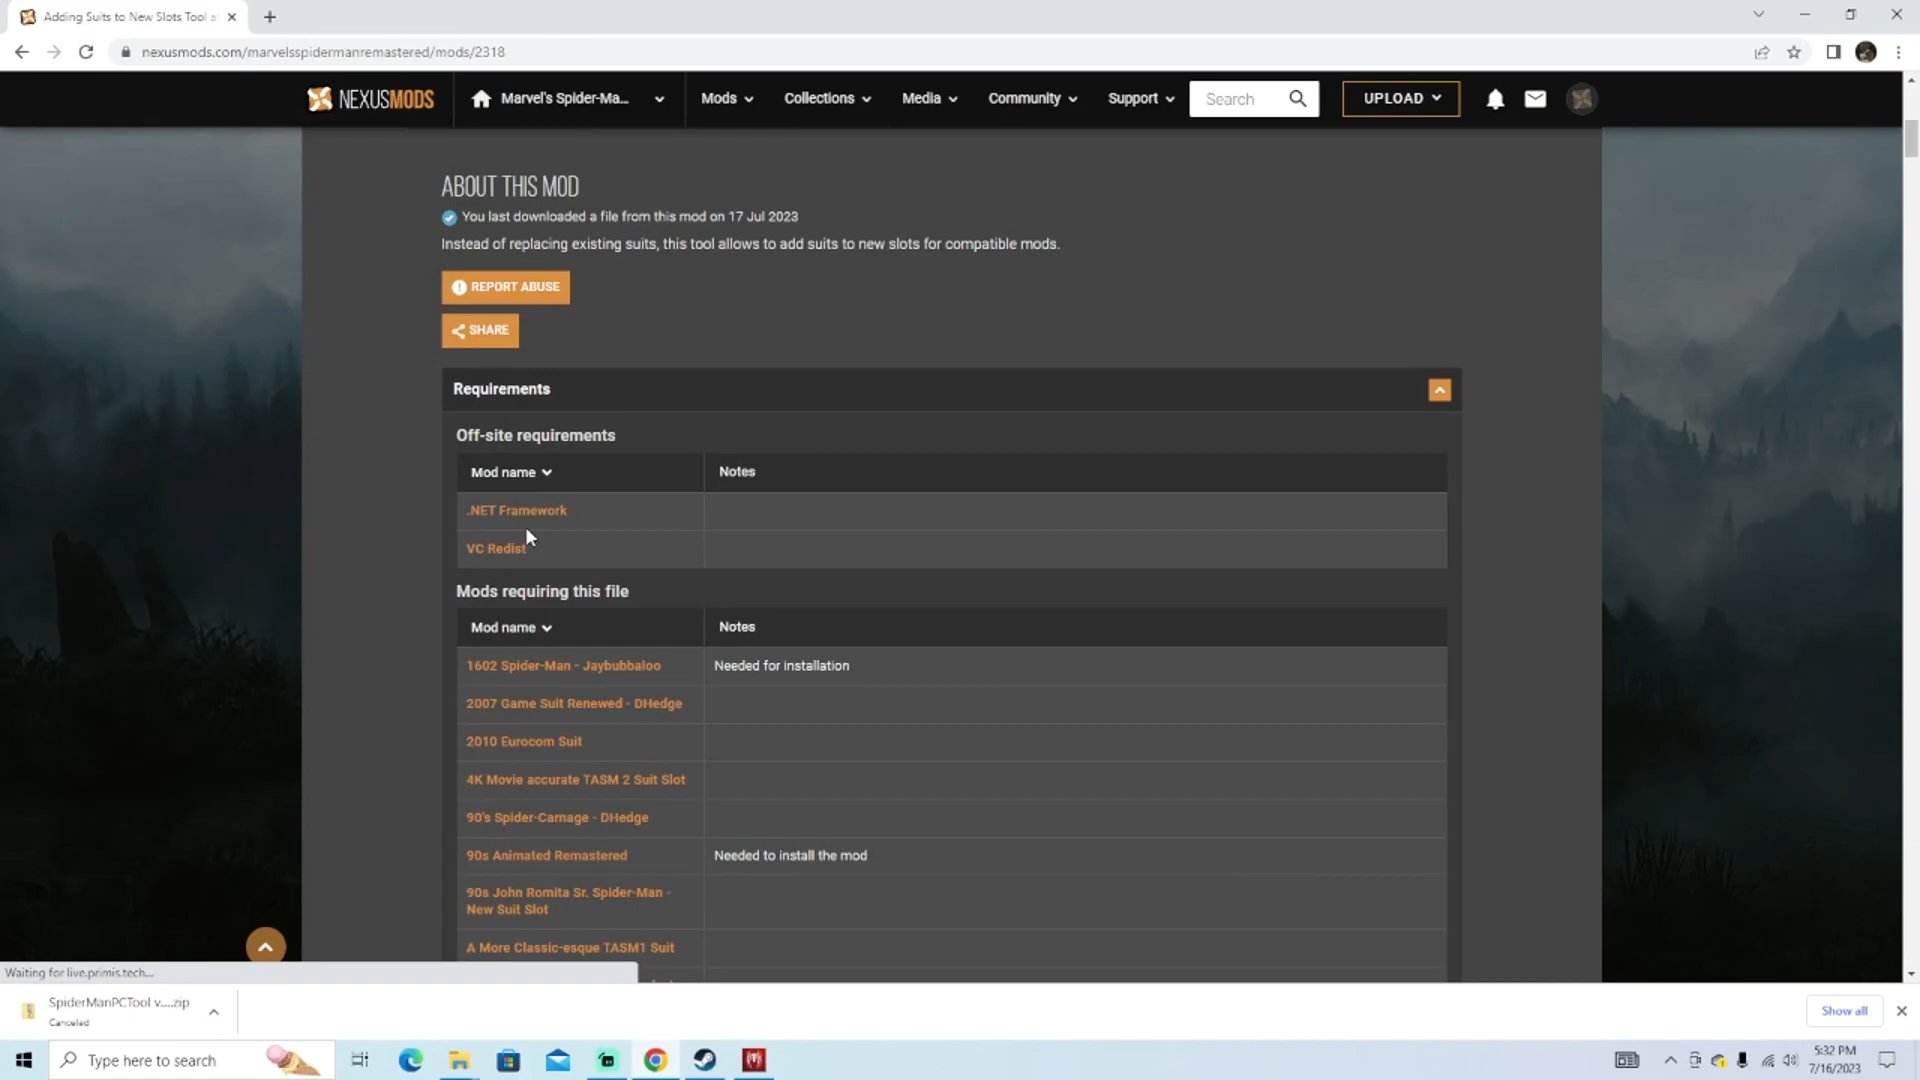 Adding Suits to New Slots Tool a
nexusmods.com/marvelsspidermanremastered/mods/2318
NEXUSMODS
Marvel's Spider-Ma...
Mods
Collections
Media
Community
Support
Search
UPLOAD
ABOUT THIS MOD
You last downloaded a file from this mod on 17 Jul 2023
Instead of replacing existing suits, this tool allows to add suits to new slots for compatible mods.
REPORT ABUSE
SHARE
Requirements
Off-site requirements
Mod name Notes
.NET Framework
VC Redist
Mods requiring this file
Mod name Notes
1602 Spider-Man - Jaybubbaloo Needed for installation
2007 Game Suit Renewed - DHedge
2010 Eurocom Suit
4K Movie accurate TASM 2 Suit Slot
90's Spider-Carnage - DHedge
90s Animated Remastered Needed to install the mod
90s John Romita Sr. Spider-Man -
New Suit Slot
A More Classic-esque TASM1 Suit
Waiting for live.primis.tech...
SpiderManPCTool v....zip
Canceled
Show all
Type here to search
5:32 PM
7/16/2023